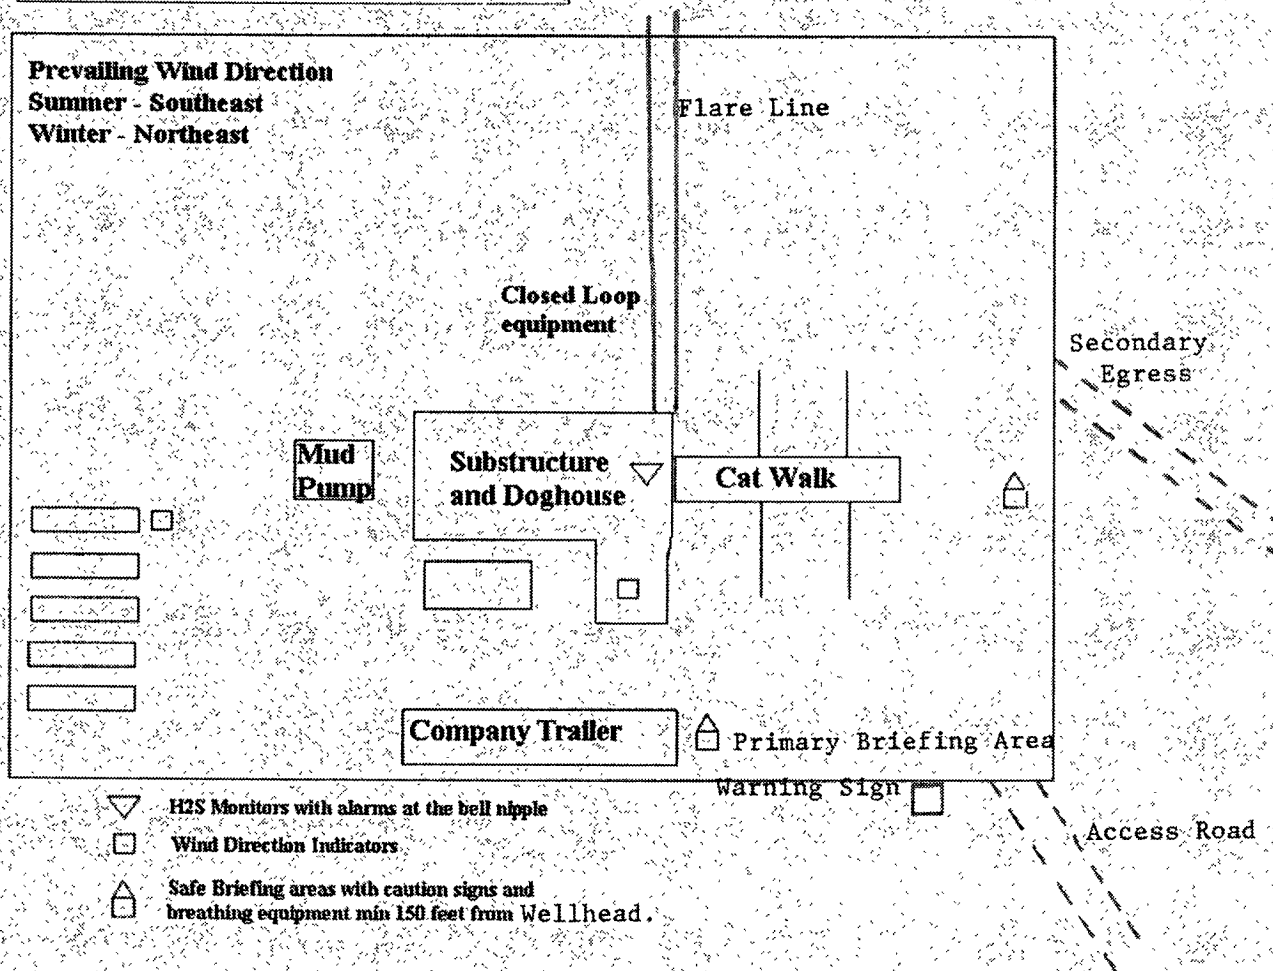 Prevailing Wind Direction
Summer - Southeast
Winter - Northeast
Flare Line
Closed Loop
equipment
Secondary
Egress
Mud
Pump
Substructure
and Doghouse
Cat Walk
Company Trailer
Primary Briefing Area
Warning Sign
Access Road
H2S Monitors with alarms at the bell nipple
Wind Direction Indicators
Safe Briefing areas with caution signs and
breathing equipment min 150 feet from Wellhead.